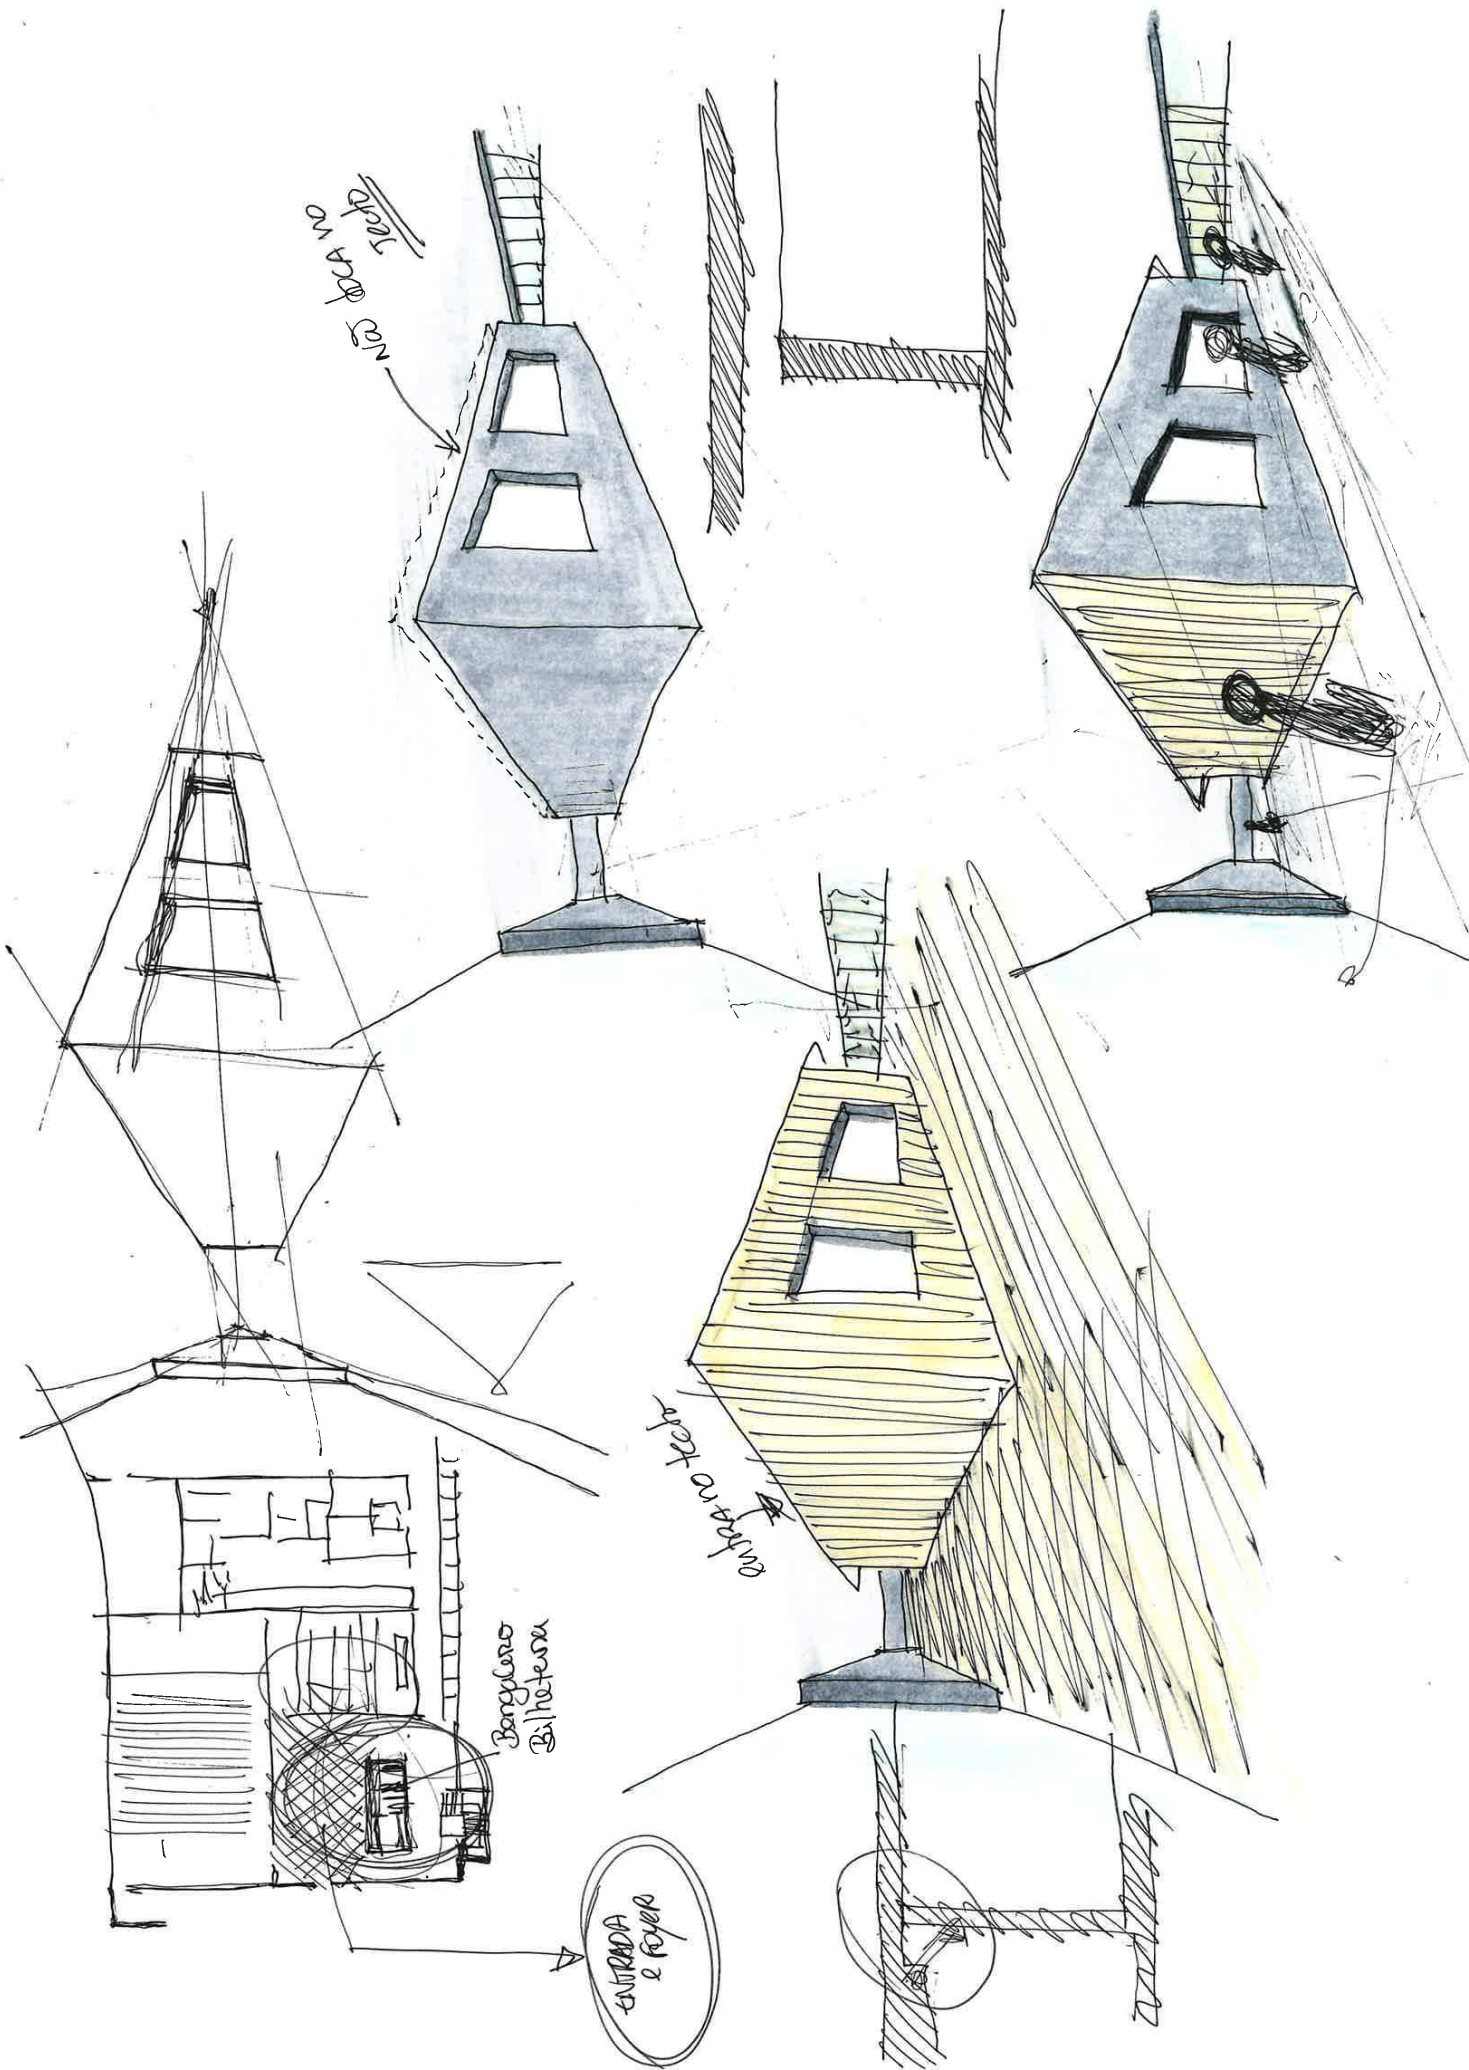 Não toca no
Tecto
entra no tecto
Bengaleiro
Bilheteira
ENTRADA
e FOYER